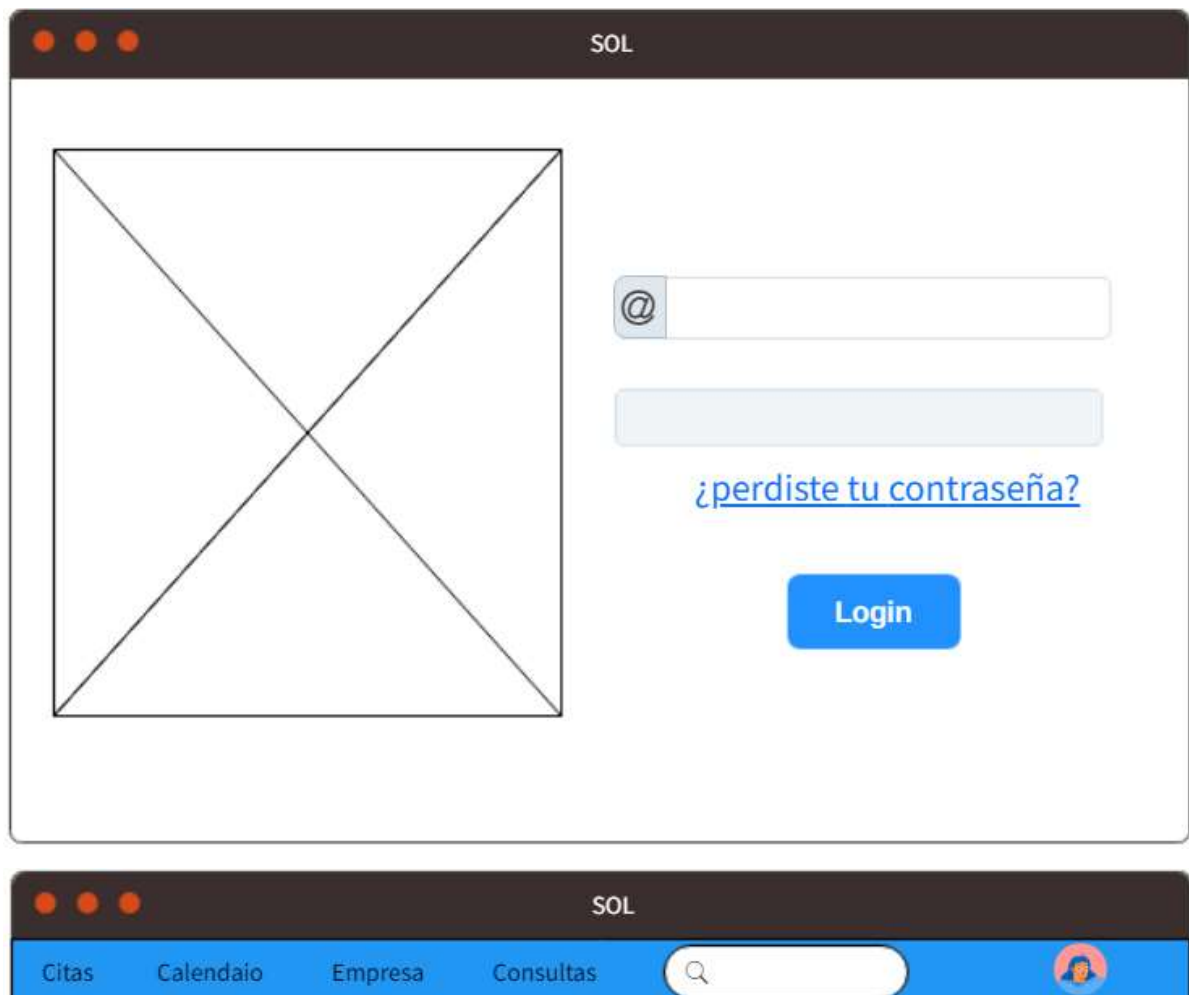 SOL
@
¿perdiste tu contraseña?
Login
SOL
Citas Calendaio Empresa Consultas